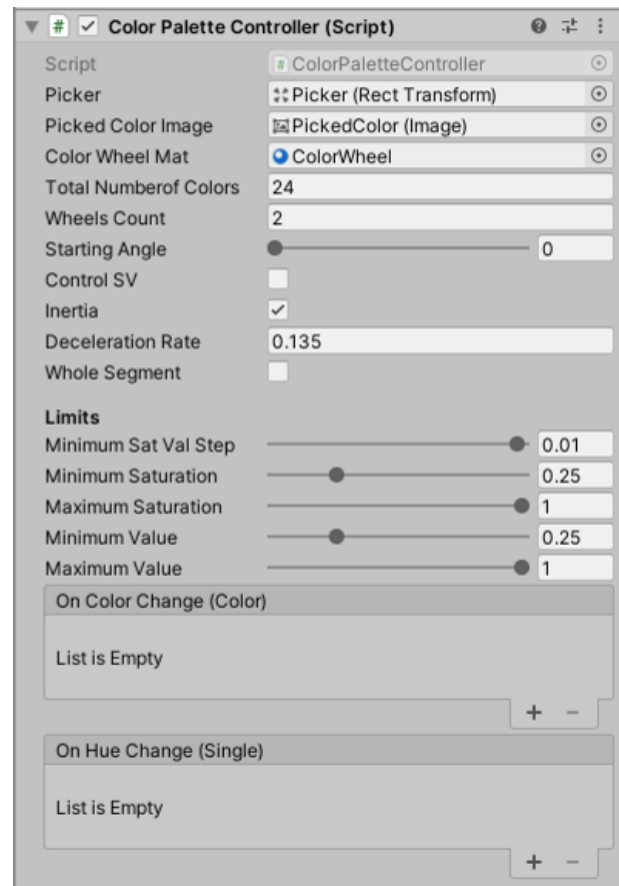 # Color Palette Controller (Script)
Script # ColorPaletteController
Picker Picker (Rect Transform)
Picked Color Image PickedColor (Image)
Color Wheel Mat ColorWheel
Total Numberof Colors 24
Wheels Count 2
Starting Angle 0
Control SV
Inertia
Deceleration Rate 0.135
Whole Segment
Limits
Minimum Sat Val Step 0.01
Minimum Saturation 0.25
Maximum Saturation 1
Minimum Value 0.25
Maximum Value 1
On Color Change (Color)
List is Empty
+ −
On Hue Change (Single)
List is Empty
+ −